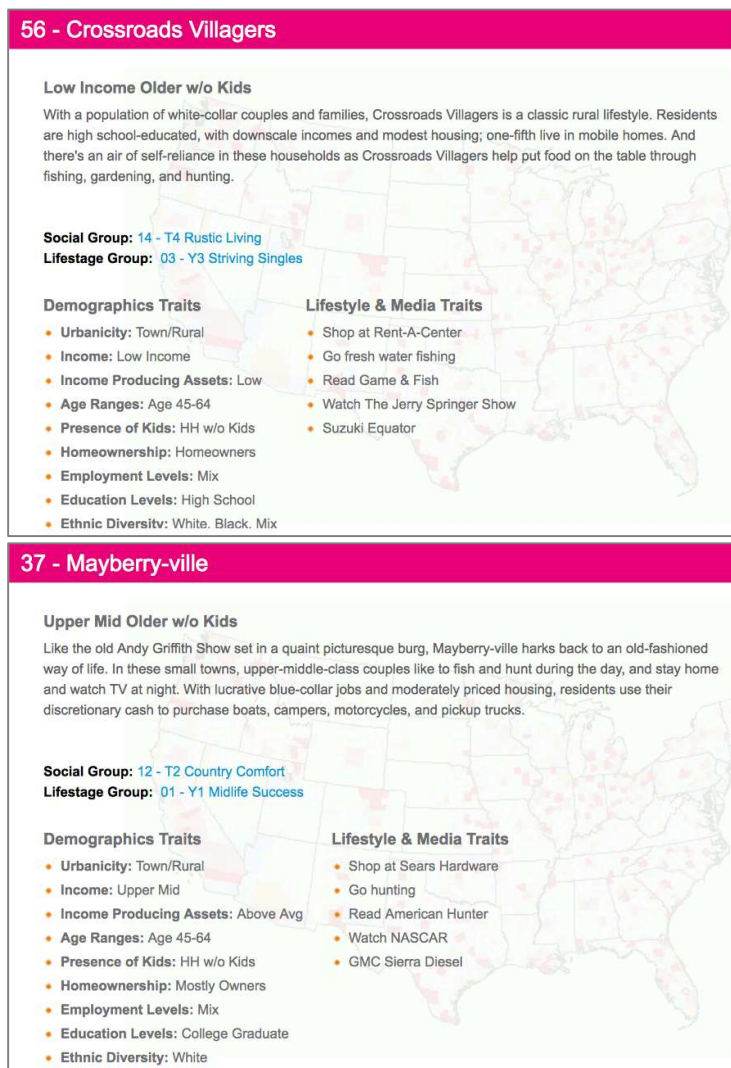 56 - Crossroads Villagers
Low Income Older w/o Kids
With a population of white-collar couples and families, Crossroads Villagers is a classic rural lifestyle. Residents
are high school-educated, with downscale incomes and modest housing; one-fifth live in mobile homes. And
there's an air of self-reliance in these households as Crossroads Villagers help put food on the table through
fishing, gardening, and hunting.
Social Group: 14 - T4 Rustic Living
Lifestage Group: 03 - Y3 Striving Singles
Demographics Traits
Urbanicity: Town/Rural
Income: Low Income
Income Producing Assets: Low
Age Ranges: Age 45-64
Presence of Kids: HH w/o Kids
Homeownership: Homeowners
Employment Levels: Mix
Education Levels: High School
Ethnic Diversity: White, Black, Mix
Lifestyle & Media Traits
Shop at Rent-A-Center
Go fresh water fishing
Read Game & Fish
Watch The Jerry Springer Show
Suzuki Equator
37 - Mayberry-ville
Upper Mid Older w/o Kids
Like the old Andy Griffith Show set in a quaint picturesque burg, Mayberry-ville harks back to an old-fashioned
way of life. In these small towns, upper-middle-class couples like to fish and hunt during the day, and stay home
and watch TV at night. With lucrative blue-collar jobs and moderately priced housing, residents use their
discretionary cash to purchase boats, campers, motorcycles, and pickup trucks.
Social Group: 12 - T2 Country Comfort
Lifestage Group: 01 - Y1 Midlife Success
Demographics Traits
Urbanicity: Town/Rural
Income: Upper Mid
Income Producing Assets: Above Avg
Age Ranges: Age 45-64
Presence of Kids: HH w/o Kids
Homeownership: Mostly Owners
Employment Levels: Mix
Education Levels: College Graduate
Ethnic Diversity: White
Lifestyle & Media Traits
Shop at Sears Hardware
Go hunting
Read American Hunter
Watch NASCAR
GMC Sierra Diesel